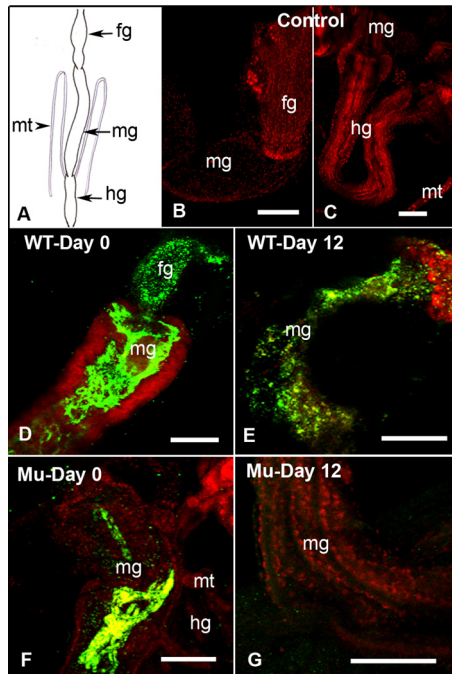 Control
fg
mt
mg
hg
A
fg
mg
B
mg
hg
mt
C
WT-Day 0
fg
mg
D
WT-Day 12
mg
E
Mu-Day 0
mg
mt
hg
F
Mu-Day 12
mg
G